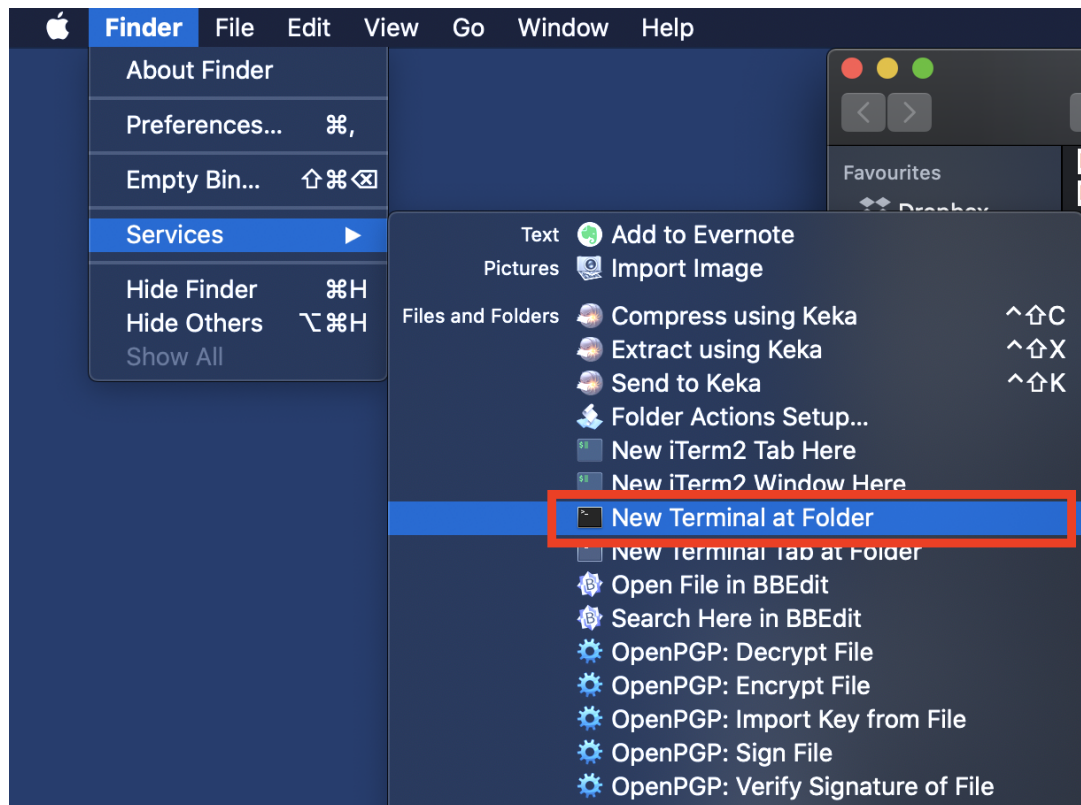 Finder File Edit View Go Window Help
About Finder
Preferences... ⌘,
Empty Bin... ⇧⌘⌫
Services ▶
Hide Finder ⌘H
Hide Others ⌥⌘H
Show All
Favourites
Dropbox
Text Add to Evernote
Pictures Import Image
Files and Folders Compress using Keka ^⇧C
Extract using Keka ^⇧X
Send to Keka ^⇧K
Folder Actions Setup...
New iTerm2 Tab Here
New iTerm2 Window Here
New Terminal at Folder
New Terminal Tab at Folder
Open File in BBEdit
Search Here in BBEdit
OpenPGP: Decrypt File
OpenPGP: Encrypt File
OpenPGP: Import Key from File
OpenPGP: Sign File
OpenPGP: Verify Signature of File